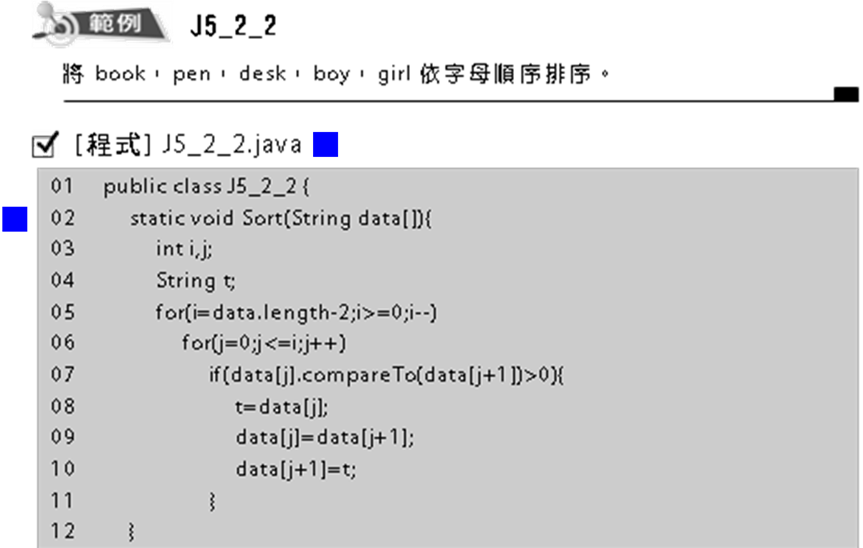 範例 J5_2_2
將 book，pen，desk，boy，girl 依字母順序排序。
[程式] J5_2_2.java
01 public class J5_2_2 {
02 static void Sort(String data[]){
03 int i,j;
04 String t;
05 for(i=data.length-2;i>=0;i--)
06 for(j=0;j<=i;j++)
07 if(data[j].compareTo(data[j+1])>0){
08 t=data[j];
09 data[j]=data[j+1];
10 data[j+1]=t;
11 }
12 }